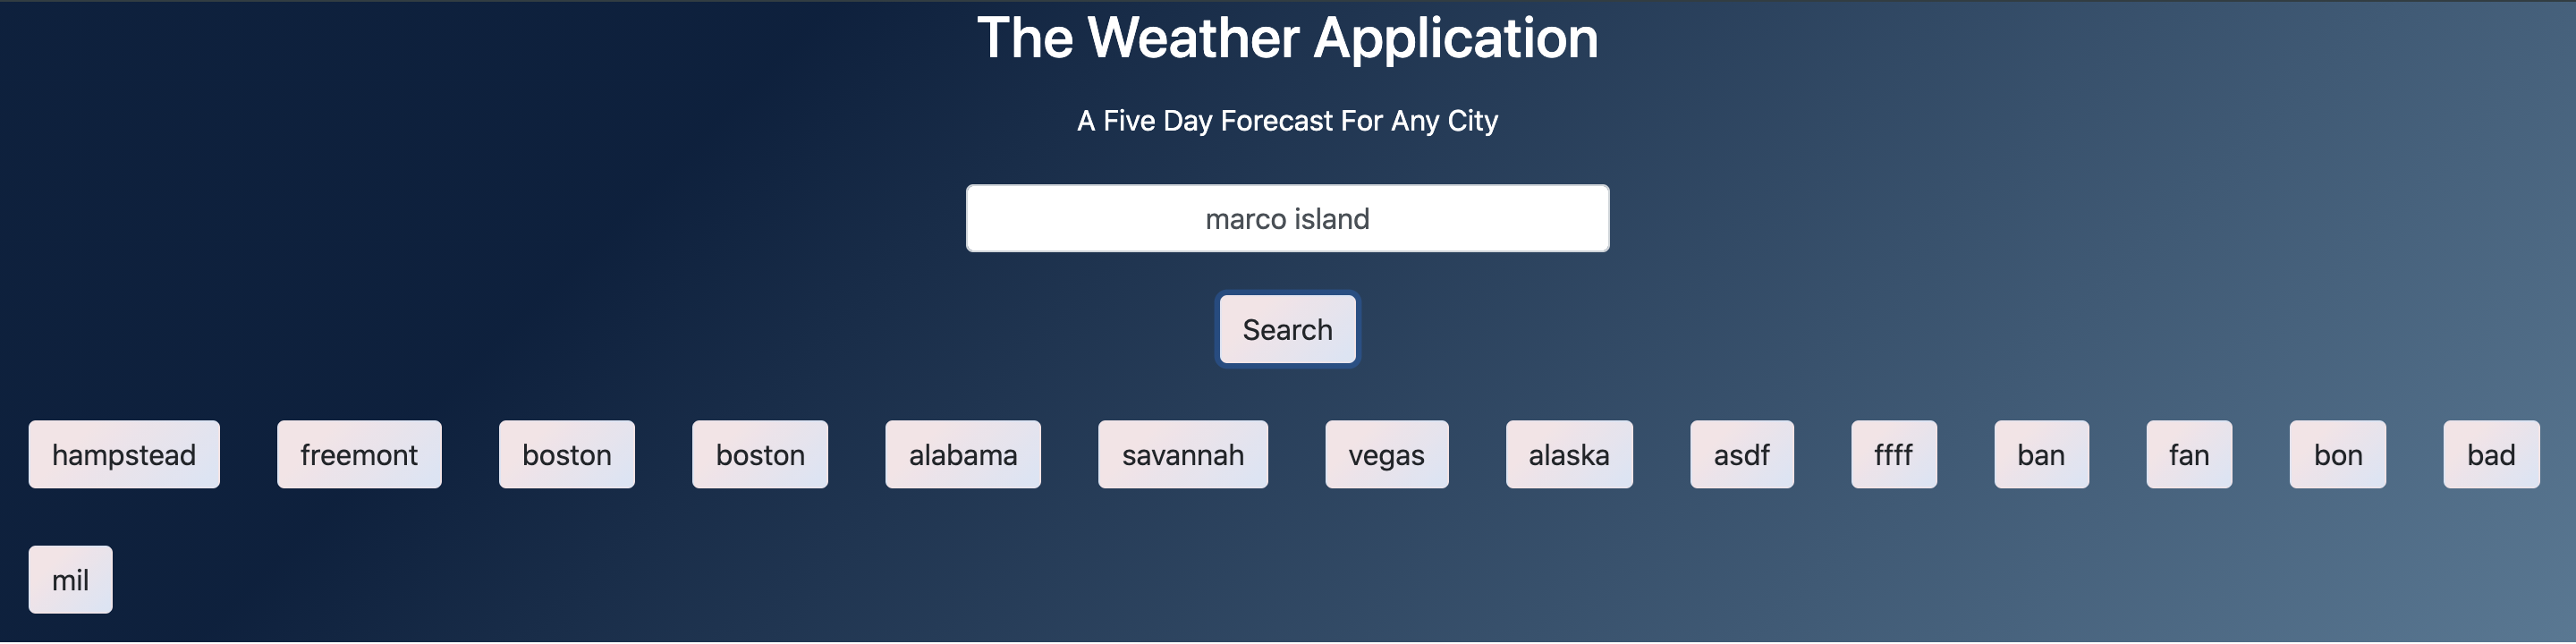 The Weather Application
A Five Day Forecast For Any City
marco island
Search
hampstead freemont boston boston alabama savannah vegas alaska asdf ffff ban fan bon bad
mil